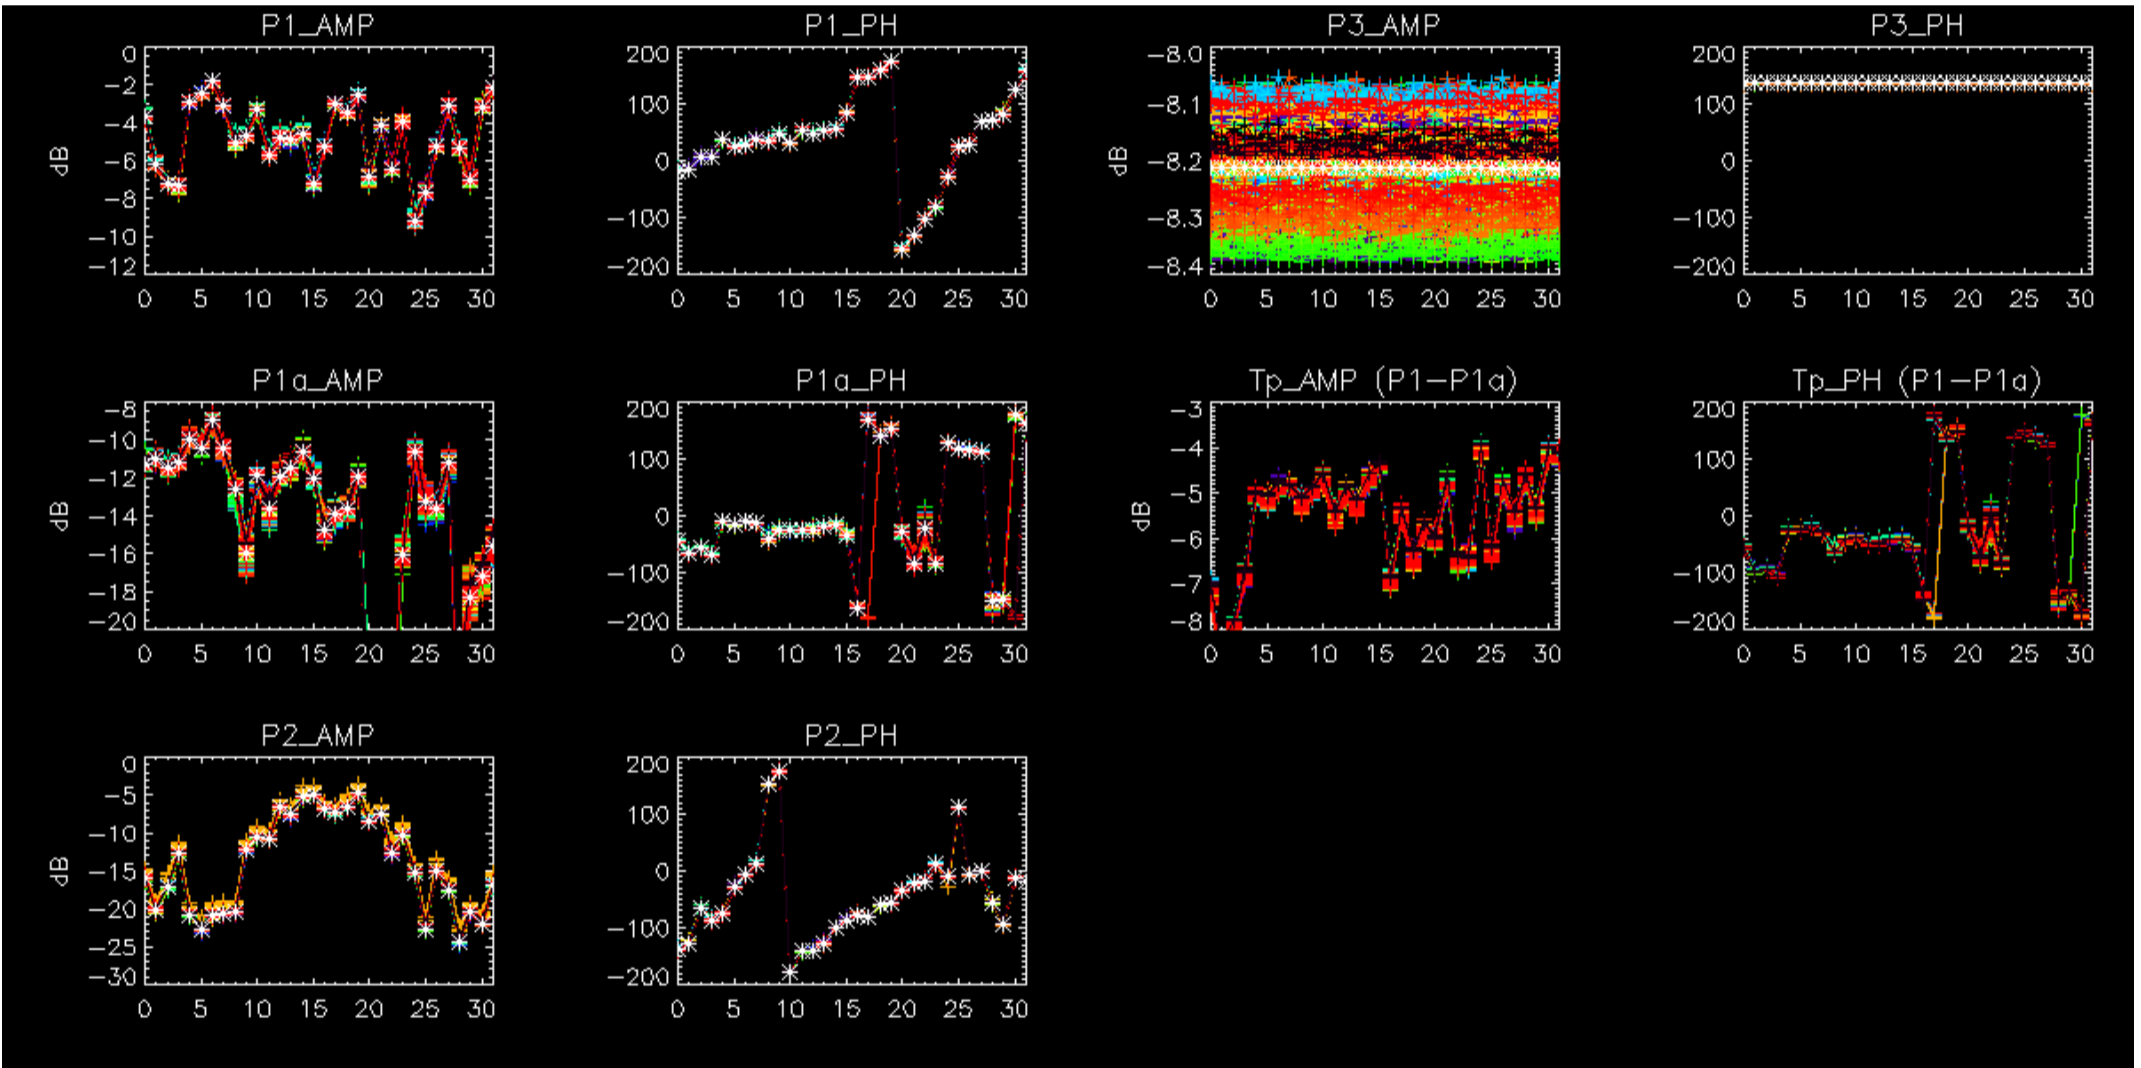 P1_AMP
0
−2
−4
−6
−8
−10
−12
dB
0 5 10 15 20 25 30
P1_PH
200
100
0
−100
−200
0 5 10 15 20 25 30
P3_AMP
−8.0
−8.1
−8.2
−8.3
−8.4
dB
0 5 10 15 20 25 30
P3_PH
200
100
0
−100
−200
0 5 10 15 20 25 30
P1a_AMP
−8
−10
−12
−14
−16
−18
−20
dB
0 5 10 15 20 25 30
P1a_PH
200
100
0
−100
−200
0 5 10 15 20 25 30
Tp_AMP (P1−P1a)
−3
−4
−5
−6
−7
−8
dB
0 5 10 15 20 25 30
Tp_PH (P1−P1a)
200
100
0
−100
−200
0 5 10 15 20 25 30
P2_AMP
0
−5
−10
−15
−20
−25
−30
dB
0 5 10 15 20 25 30
P2_PH
200
100
0
−100
−200
0 5 10 15 20 25 30